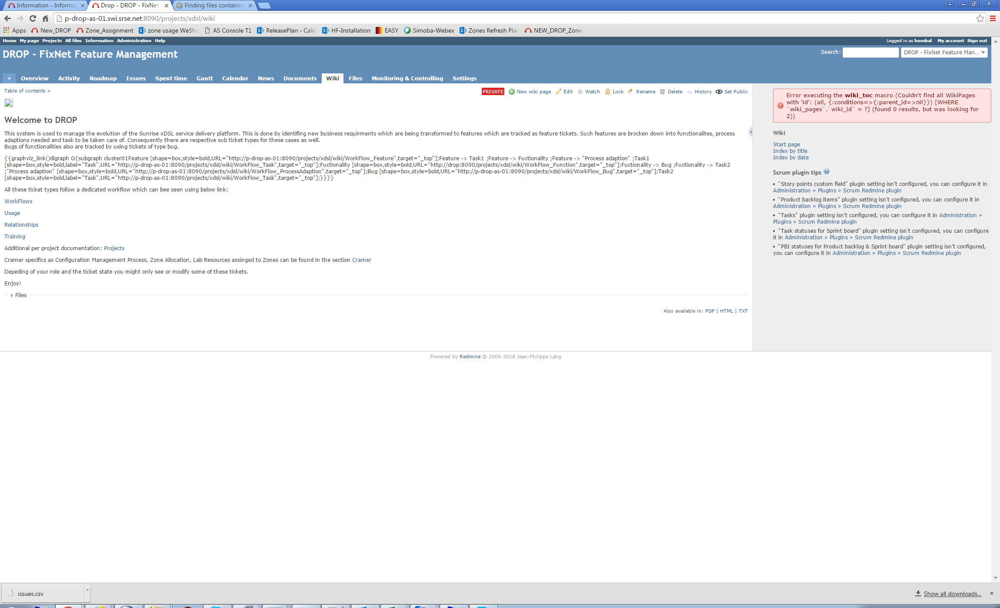 Information - Informa
Drop - DROP - FixNet
Finding files containin
p-drop-as-01.swi.srse.net:8090/projects/xdsl/wiki
Apps New_DROP Zone_Assignment zone usage WeSha AS Console T1 ReleasePlan - Cale HF-Installation EASY Simoba-Webex Zones Refresh Plan NEW_DROP_Zone
Home My page Projects All files Information Administration Help
Logged in as hombal My account Sign out
DROP - FixNet Feature Management
Search: DROP - FixNet Feature Man...
+ Overview Activity Roadmap Issues Spent time Gantt Calendar News Documents Wiki Files Monitoring & Controlling Settings
Table of contents »
PRIVATE New wiki page Edit Watch Lock Rename Delete History Set Public
Welcome to DROP
This system is used to manage the evolution of the Sunrise xDSL service delivery platform. This is done by identifing new business requirments which are being transformed to features which are tracked as feature tickets. Such features are brocken down into functionalites, process
adaptions needed and task to be taken care of. Consequently there are respective sub ticket types for these cases as well.
Bugs of functionalities also are tracked by using tickets of type bug.
{{graphviz_link()digraph G{subgraph cluster01Feature [shape=box,style=bold,URL="http://p-drop-as-01:8090/projects/xdsl/wiki/WorkFlow_Feature",target="_top"];Feature -> Task1 ;Feature -> Fuctionality ;Feature -> "Process adaption" ;Task1
[shape=box,style=bold,label="Task",URL="http://p-drop-as-01:8090/projects/xdsl/wiki/WorkFlow_Task",target="_top"];Fuctionality [shape=box,style=bold,URL="http://drop:8090/projects/xdsl/wiki/WorkFlow_Function",target="_top"];Fuctionality -> Bug ;Fuctionality -> Task2
;"Process adaption" [shape=box,style=bold,URL="http://p-drop-as-01:8090/projects/xdsl/wiki/WorkFlow_ProcessAdaption",target="_top"];Bug [shape=box,style=bold,URL="http://p-drop-as-01:8090/projects/xdsl/wiki/WorkFlow_Bug",target="_top"];Task2
[shape=box,style=bold,label="Task",URL="http://p-drop-as-01:8090/projects/xdsl/wiki/WorkFlow_Task",target="_top"];}}}}
All these ticket types follow a dedicated workflow which can bee seen using below link:
WorkFlows
Usage
Relationships
Training
Additional per project documentation: Projects
Cramer specifics as Configuration Management Process, Zone Allocation, Lab Resources assinged to Zones can be found in the section Cramer
Depeding of your role and the ticket state you might only see or modify some of these tickets.
Enjoy!
Files
Also available in: PDF | HTML | TXT
Error executing the wiki_toc macro (Couldn't find all WikiPages
with 'id': (all, {:conditions=>{:parent_id=>nil}}) [WHERE
`wiki_pages`.`wiki_id` = ?] (found 0 results, but was looking for
2))
Wiki
Start page
Index by title
Index by date
Scrum plugin tips
• “Story points custom field” plugin setting isn't configured, you can configure it in
Administration » Plugins » Scrum Redmine plugin
• “Product backlog items” plugin setting isn't configured, you can configure it in
Administration » Plugins » Scrum Redmine plugin
• “Tasks” plugin setting isn't configured, you can configure it in Administration »
Plugins » Scrum Redmine plugin
• “Task statuses for Sprint board” plugin setting isn't configured, you can configure
it in Administration » Plugins » Scrum Redmine plugin
• “PBI statuses for Product backlog & Sprint board” plugin setting isn't configured,
you can configure it in Administration » Plugins » Scrum Redmine plugin
Powered by Redmine © 2006-2018 Jean-Philippe Lang
issues.csv
Show all downloads...